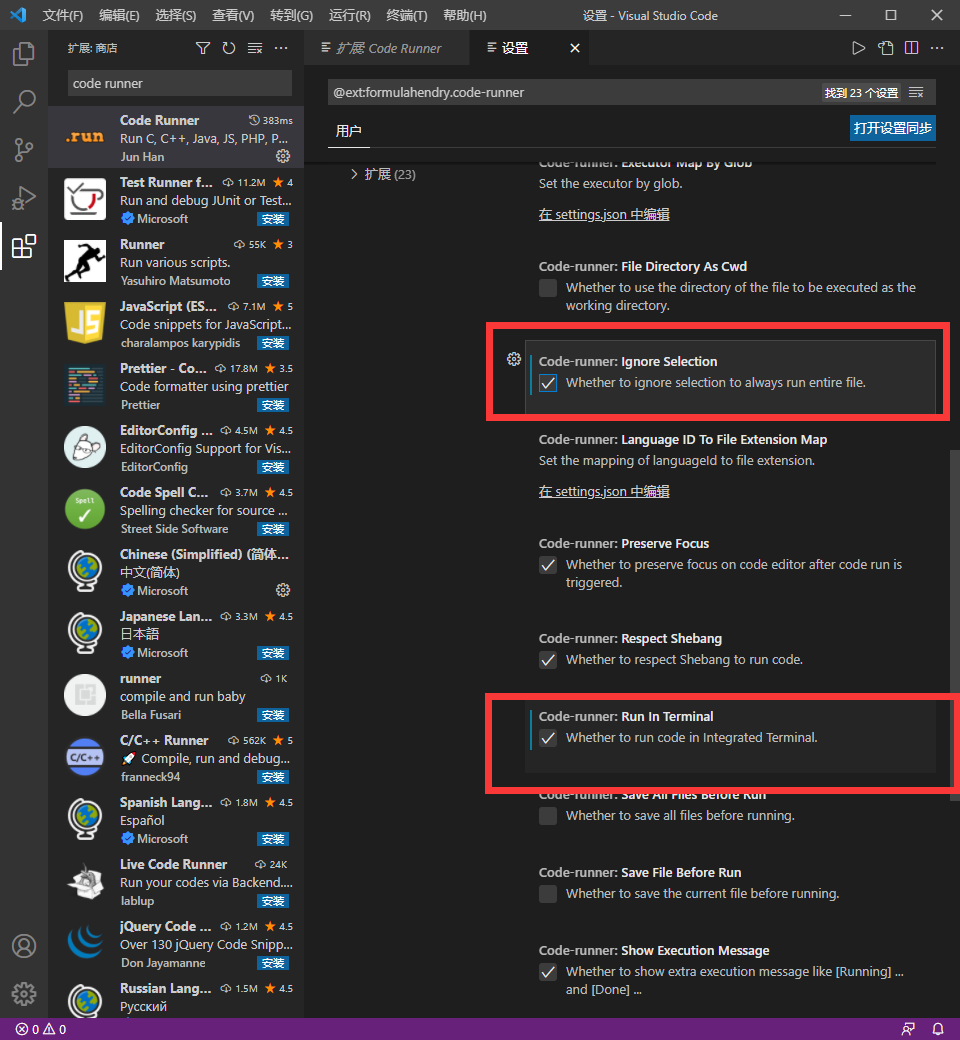 文件(F) 编辑(E) 选择(S) 查看(V) 转到(G) 运行(R) 终端(T) 帮助(H) 设置 - Visual Studio Code
扩展: 商店
code runner
Code Runner 383ms
Run C, C++, Java, JS, PHP, P...
Jun Han
Test Runner f... 11.2M 4
Run and debug JUnit or Test...
Microsoft 安装
Runner 55K 3
Run various scripts.
Yasuhiro Matsumoto 安装
JavaScript (ES... 7.1M 5
Code snippets for JavaScript...
charalampos karypidis 安装
Prettier - Co... 17.8M 3.5
Code formatter using prettier
Prettier 安装
EditorConfig ... 4.5M 4.5
EditorConfig Support for Vis...
EditorConfig 安装
Code Spell C... 3.7M 4.5
Spelling checker for source ...
Street Side Software 安装
Chinese (Simplified) (简体...
中文(简体)
Microsoft
Japanese Lan... 3.3M 4.5
日本語
Microsoft 安装
runner 1K
compile and run baby
Bella Fusari 安装
C/C++ Runner 562K 5
🚀 Compile, run and debug...
franneck94 安装
Spanish Lang... 1.8M 4.5
Español
Microsoft 安装
Live Code Runner 24K
Run your codes via Backend....
lablup 安装
jQuery Code ... 1.2M 4.5
Over 130 jQuery Code Snipp...
Don Jayamanne 安装
Russian Lang... 1.5M 4.5
Русский
.run
JS
Spell
C/C++
扩展 Code Runner 设置
@ext:formulahendry.code-runner 找到 23 个设置
用户 打开设置同步
扩展 (23)
Code-runner: Executor Map By Glob
Set the executor by glob.
在 settings.json 中编辑
Code-runner: File Directory As Cwd
Whether to use the directory of the file to be executed as the
working directory.
Code-runner: Ignore Selection
Whether to ignore selection to always run entire file.
Code-runner: Language ID To File Extension Map
Set the mapping of languageId to file extension.
在 settings.json 中编辑
Code-runner: Preserve Focus
Whether to preserve focus on code editor after code run is
triggered.
Code-runner: Respect Shebang
Whether to respect Shebang to run code.
Code-runner: Run In Terminal
Whether to run code in Integrated Terminal.
Code-runner: Save All Files Before Run
Whether to save all files before running.
Code-runner: Save File Before Run
Whether to save the current file before running.
Code-runner: Show Execution Message
Whether to show extra execution message like [Running] ...
and [Done] ...
0 0